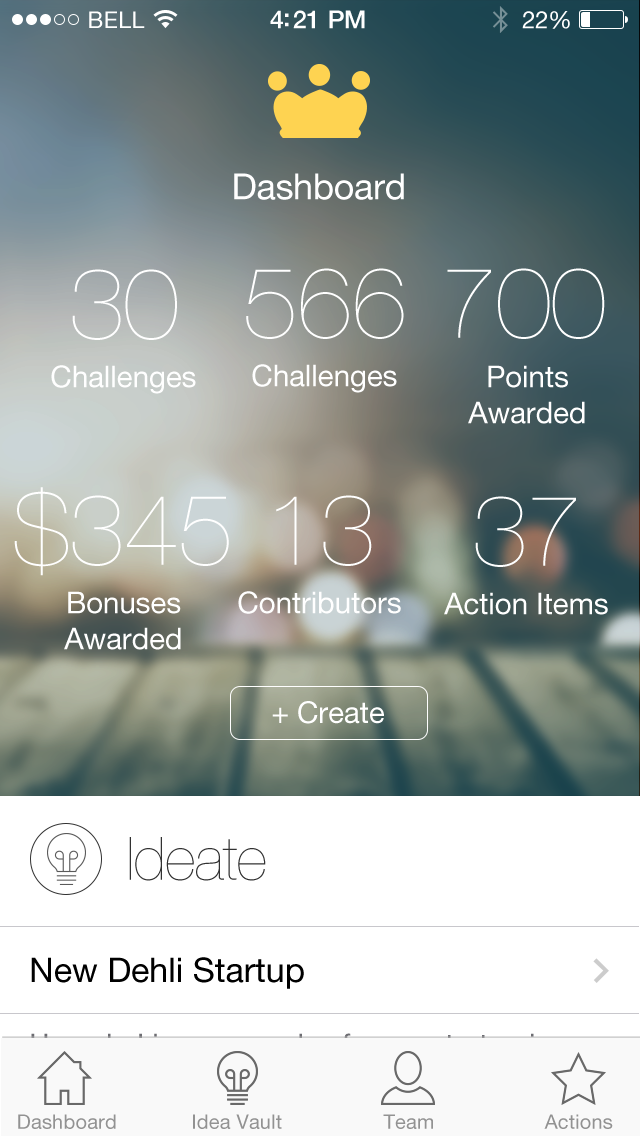 BELL 4:21 PM 22%
Dashboard
30 566 700
Challenges Challenges Points
Awarded
$345 13 37
Bonuses Contributors Action Items
Awarded
+ Create
Ideate
New Dehli Startup
Dashboard Idea Vault Team Actions